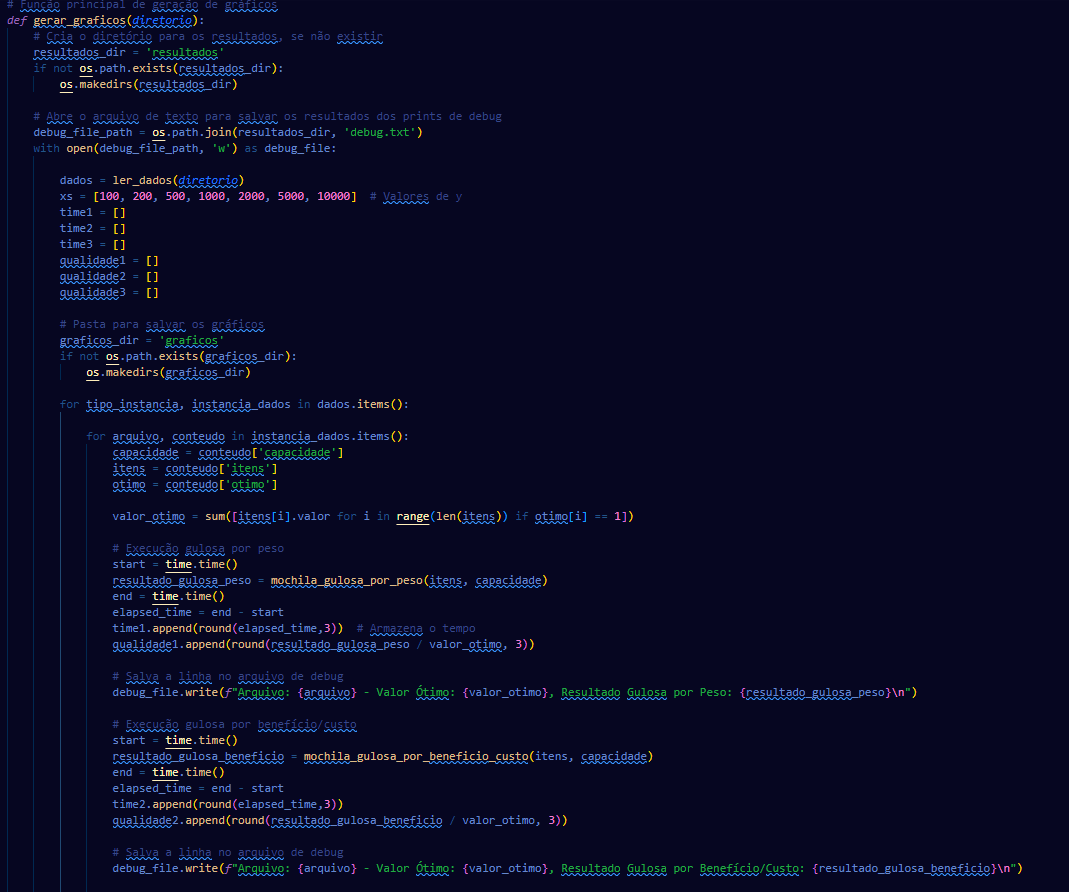 # Função principal de geração de gráficos
def gerar_graficos(diretorio):
    # Cria o diretório para os resultados, se não existir
    resultados_dir = 'resultados'
    if not os.path.exists(resultados_dir):
        os.makedirs(resultados_dir)
    # Abre o arquivo de texto para salvar os resultados dos prints de debug
    debug_file_path = os.path.join(resultados_dir, 'debug.txt')
    with open(debug_file_path, 'w') as debug_file:
        dados = ler_dados(diretorio)
        xs = [100, 200, 500, 1000, 2000, 5000, 10000]  # Valores de y
        time1 = []
        time2 = []
        time3 = []
        qualidade1 = []
        qualidade2 = []
        qualidade3 = []
        # Pasta para salvar os gráficos
        graficos_dir = 'graficos'
        if not os.path.exists(graficos_dir):
            os.makedirs(graficos_dir)
        for tipo_instancia, instancia_dados in dados.items():
            for arquivo, conteudo in instancia_dados.items():
                capacidade = conteudo['capacidade']
                itens = conteudo['itens']
                otimo = conteudo['otimo']
                valor_otimo = sum([itens[i].valor for i in range(len(itens)) if otimo[i] == 1])
                # Execução gulosa por peso
                start = time.time()
                resultado_gulosa_peso = mochila_gulosa_por_peso(itens, capacidade)
                end = time.time()
                elapsed_time = end - start
                time1.append(round(elapsed_time,3))  # Armazena o tempo
                qualidade1.append(round(resultado_gulosa_peso / valor_otimo, 3))
                # Salva a linha no arquivo de debug
                debug_file.write(f"Arquivo: {arquivo} - Valor Ótimo: {valor_otimo}, Resultado Gulosa por Peso: {resultado_gulosa_peso}\n")
                # Execução gulosa por benefício/custo
                start = time.time()
                resultado_gulosa_beneficio = mochila_gulosa_por_beneficio_custo(itens, capacidade)
                end = time.time()
                elapsed_time = end - start
                time2.append(round(elapsed_time,3))
                qualidade2.append(round(resultado_gulosa_beneficio / valor_otimo, 3))
                # Salva a linha no arquivo de debug
                debug_file.write(f"Arquivo: {arquivo} - Valor Ótimo: {valor_otimo}, Resultado Gulosa por Benefício/Custo: {resultado_gulosa_beneficio}\n")